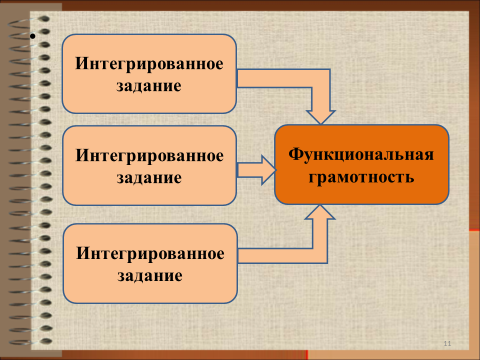 Интегрированное
задание
Интегрированное
задание
Функциональная
грамотность
Интегрированное
задание
11